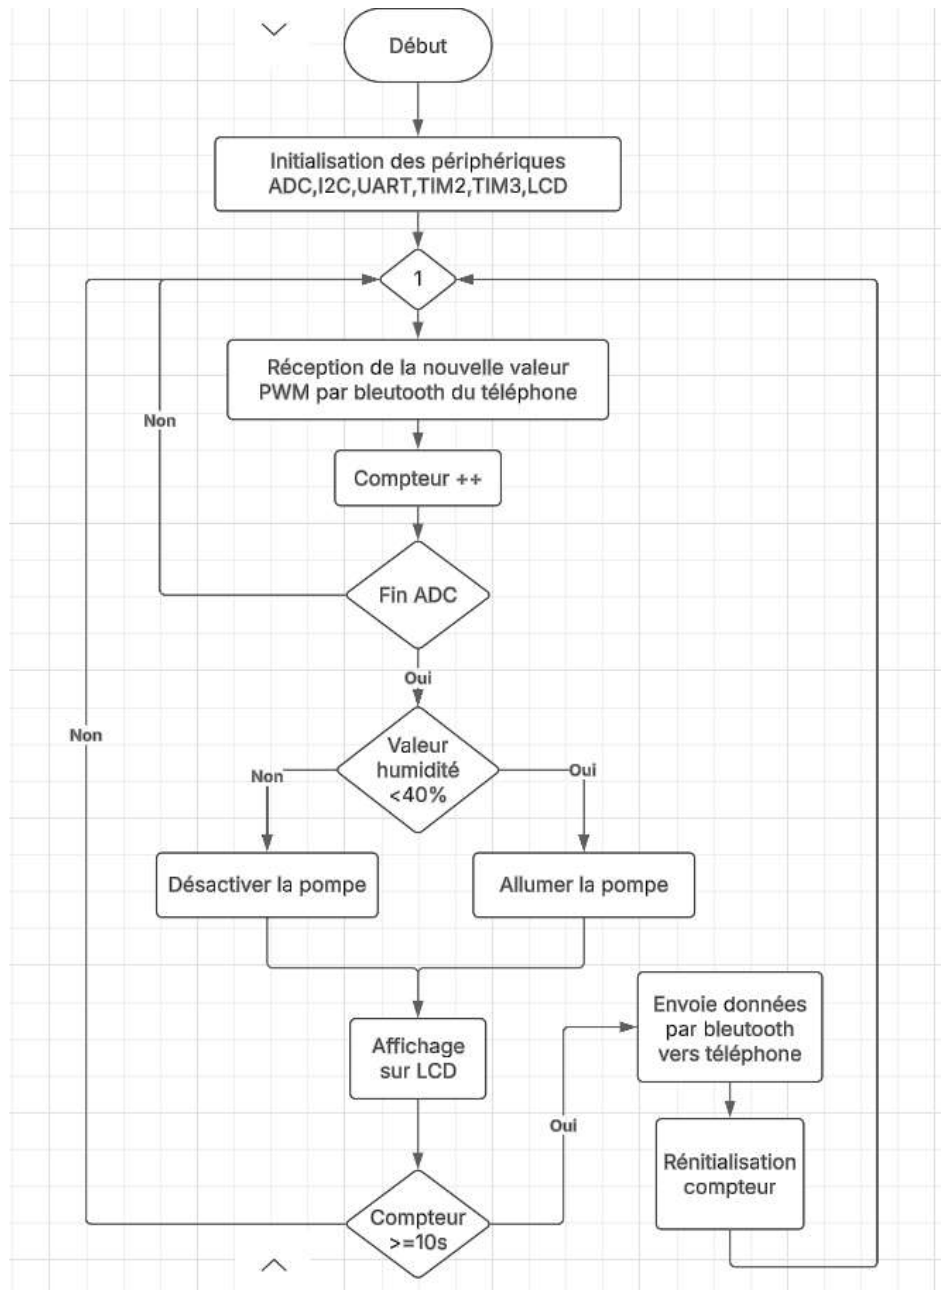 Début
Initialisation des périphériques
ADC,I2C,UART,TIM2,TIM3,LCD
1
Réception de la nouvelle valeur
PWM par bleutooth du téléphone
Non
Compteur ++
Fin ADC
Oui
Non
Valeur
humidité
<40%
Non
Oui
Désactiver la pompe
Allumer la pompe
Affichage
sur LCD
Envoie données
par bleutooth
vers téléphone
Oui
Rénitialisation
compteur
Compteur
>=10s